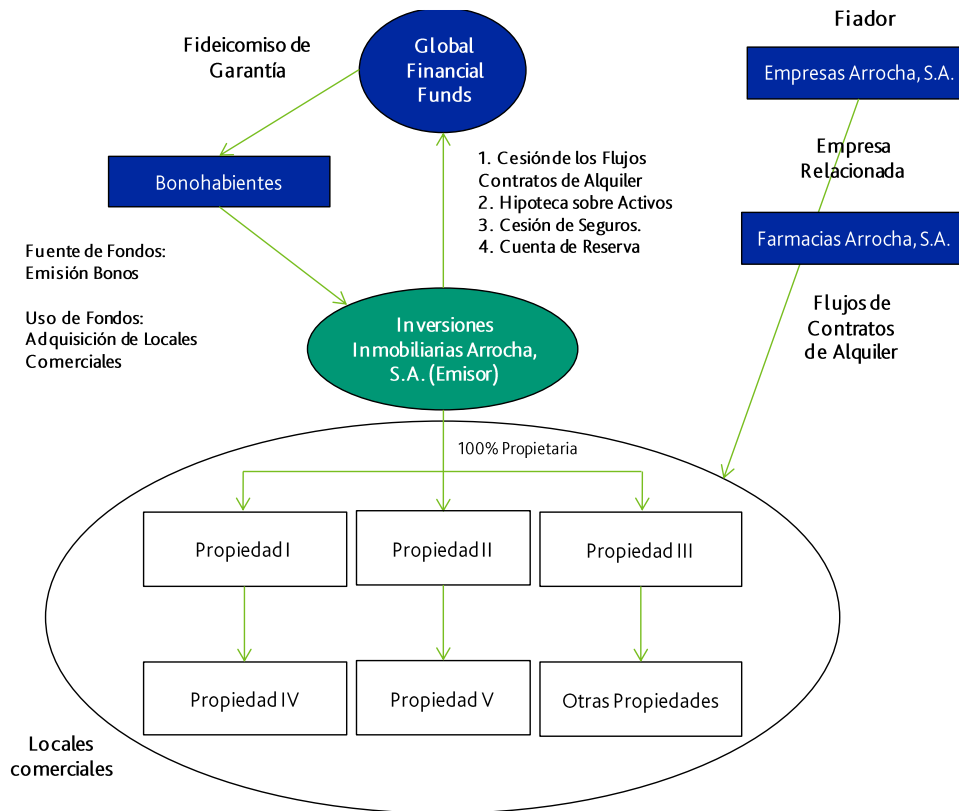 Fideicomiso de
Garantía
Global
Financial
Funds
Fiador
Empresas Arrocha, S.A.
Bonohabientes
1. Cesión de los Flujos
Contratos de Alquiler
2. Hipoteca sobre Activos
3. Cesión de Seguros.
4. Cuenta de Reserva
Empresa
Relacionada
Farmacias Arrocha, S.A.
Fuente de Fondos:
Emisión Bonos
Uso de Fondos:
Adquisición de Locales
Comerciales
Inversiones
Inmobiliarias Arrocha,
S.A. (Emisor)
Flujos de
Contratos
de Alquiler
100% Propietaria
Propiedad I
Propiedad II
Propiedad III
Propiedad IV
Propiedad V
Otras Propiedades
Locales
comerciales